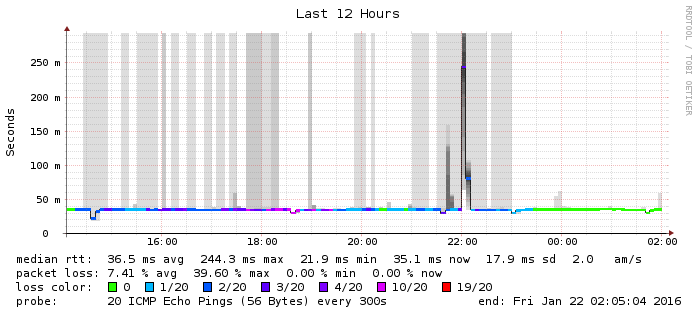 Last 12 Hours
RRDTOOL / TOBI OETIKER
Seconds
250 m
200 m
150 m
100 m
50 m
0
16:00 18:00 20:00 22:00 00:00 02:00
median rtt: 36.5 ms avg 244.3 ms max 21.9 ms min 35.1 ms now 17.9 ms sd 2.0 am/s
packet loss: 7.41 % avg 39.60 % max 0.00 % min 0.00 % now
loss color: 0 1/20 2/20 3/20 4/20 10/20 19/20
probe: 20 ICMP Echo Pings (56 Bytes) every 300s end: Fri Jan 22 02:05:04 2016